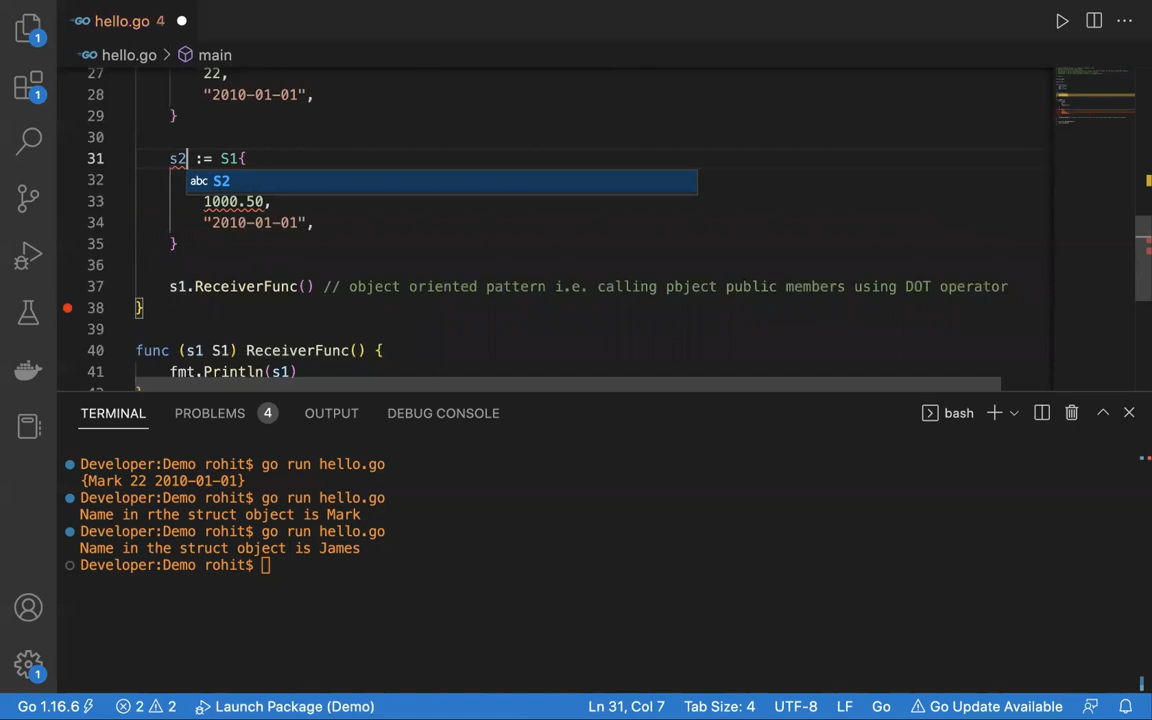 hello.go 4
hello.go > main
1
1
27 22,
28 "2010-01-01",
29 }
30
31 s2 := S1{
abc S2
32
33 1000.50,
34 "2010-01-01",
35 }
36
37 s1.ReceiverFunc() // object oriented pattern i.e. calling pbject public members using DOT operator
38 }
39
40 func (s1 S1) ReceiverFunc() {
41 fmt.Println(s1)
TERMINAL PROBLEMS 4 OUTPUT DEBUG CONSOLE bash
Developer:Demo rohit$ go run hello.go
{Mark 22 2010-01-01}
Developer:Demo rohit$ go run hello.go
Name in rthe struct object is Mark
Developer:Demo rohit$ go run hello.go
Name in the struct object is James
Developer:Demo rohit$
1
Go 1.16.6 2 2 Launch Package (Demo) Ln 31, Col 7 Tab Size: 4 UTF-8 LF Go Go Update Available